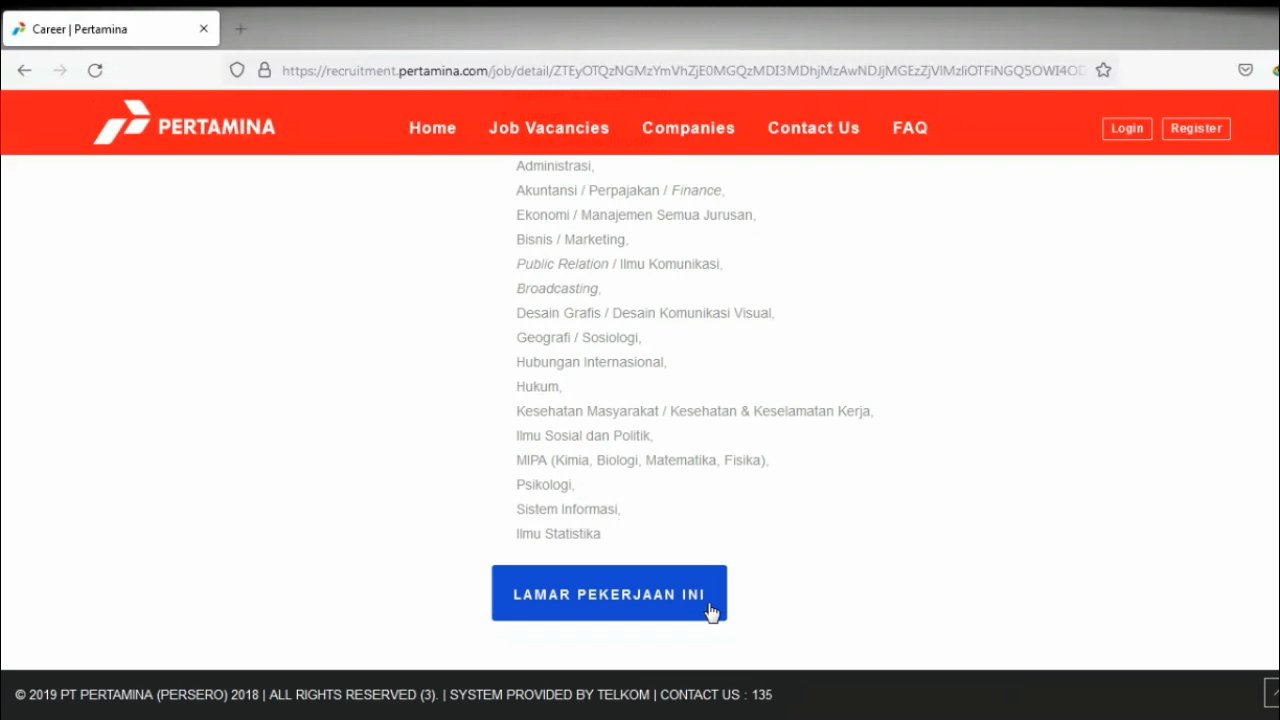 Career | Pertamina
https://recruitment.pertamina.com/job/detail/
PERTAMINA
Home
Job Vacancies
Companies
Contact Us
FAQ
Login
Register
Administrasi,
Akuntansi / Perpajakan / Finance,
Ekonomi / Manajemen Semua Jurusan,
Bisnis / Marketing,
Public Relation / Ilmu Komunikasi,
Broadcasting,
Desain Grafis / Desain Komunikasi Visual,
Geografi / Sosiologi,
Hubungan Internasional,
Hukum,
Kesehatan Masyarakat / Kesehatan & Keselamatan Kerja,
Ilmu Sosial dan Politik,
MIPA (Kimia, Biologi, Matematika, Fisika),
Psikologi,
Sistem Informasi,
Ilmu Statistika
LAMAR PEKERJAAN INI
© 2019 PT PERTAMINA (PERSERO) 2018 | ALL RIGHTS RESERVED (3). | SYSTEM PROVIDED BY TELKOM | CONTACT US : 135